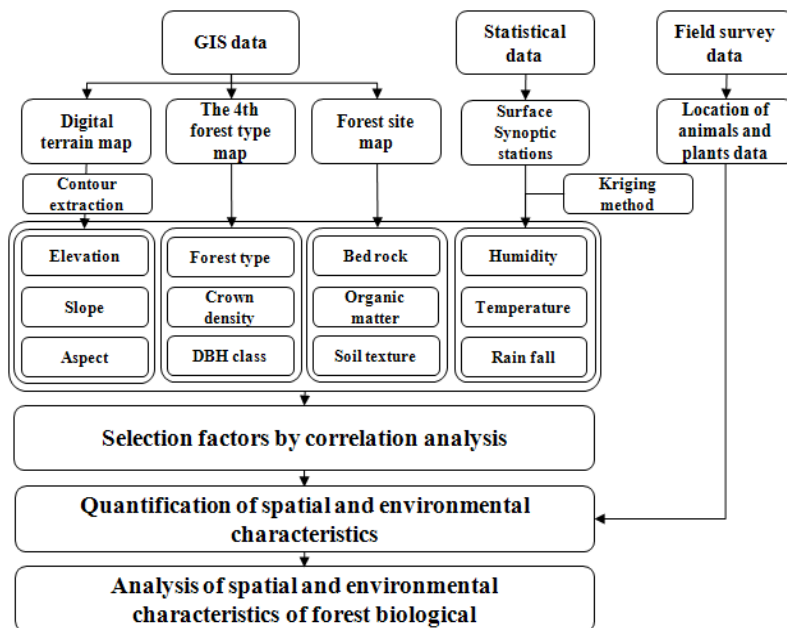 GIS data
Statistical
data
Field survey
data
Digital
terrain map
The 4th
forest type
map
Forest site
map
Surface
Synoptic
stations
Location of
animals and
plants data
Contour
extraction
Kriging
method
Elevation
Forest type
Bed rock
Humidity
Slope
Crown
density
Organic
matter
Temperature
Aspect
DBH class
Soil texture
Rain fall
Selection factors by correlation analysis
Quantification of spatial and environmental
characteristics
Analysis of spatial and environmental
characteristics of forest biological